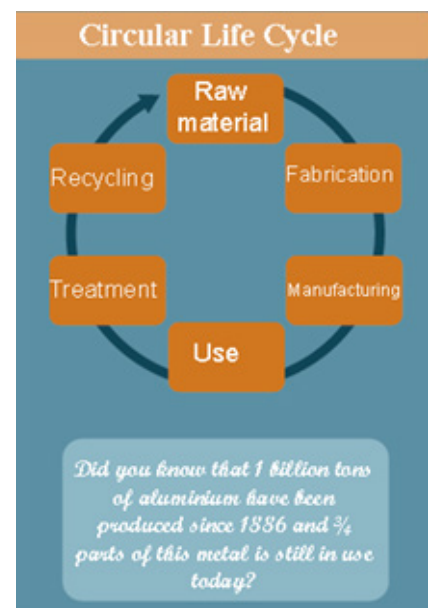 Circular Life Cycle
Raw
material
Fabrication
Manufacturing
Use
Treatment
Recycling
Did you know that 1 billion tons
of aluminium have been
produced since 1886 and ¾
parts of this metal is still in use
today?